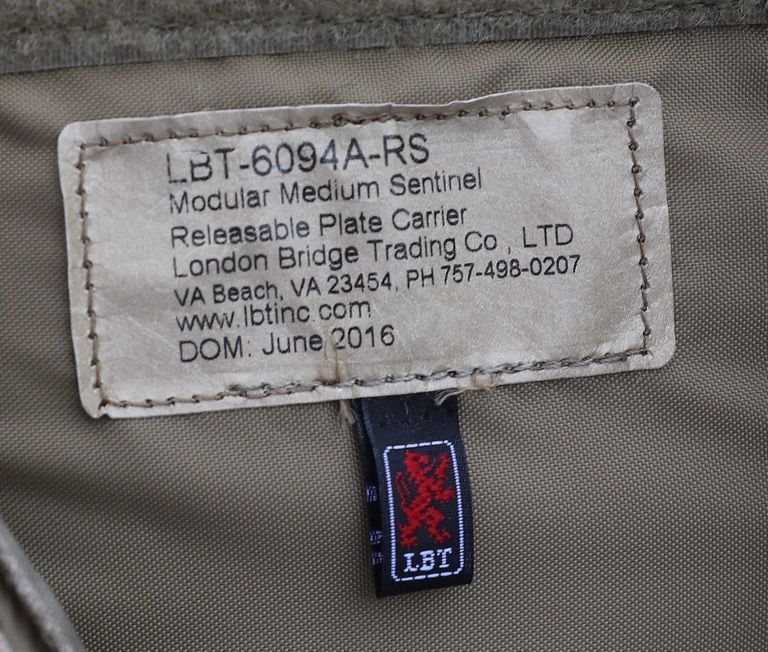 LBT-6094A-RS
Modular Medium Sentinel
Releasable Plate Carrier
London Bridge Trading Co , LTD
VA Beach, VA 23454, PH 757-498-0207
www.lbtinc.com
DOM: June 2016
LBT